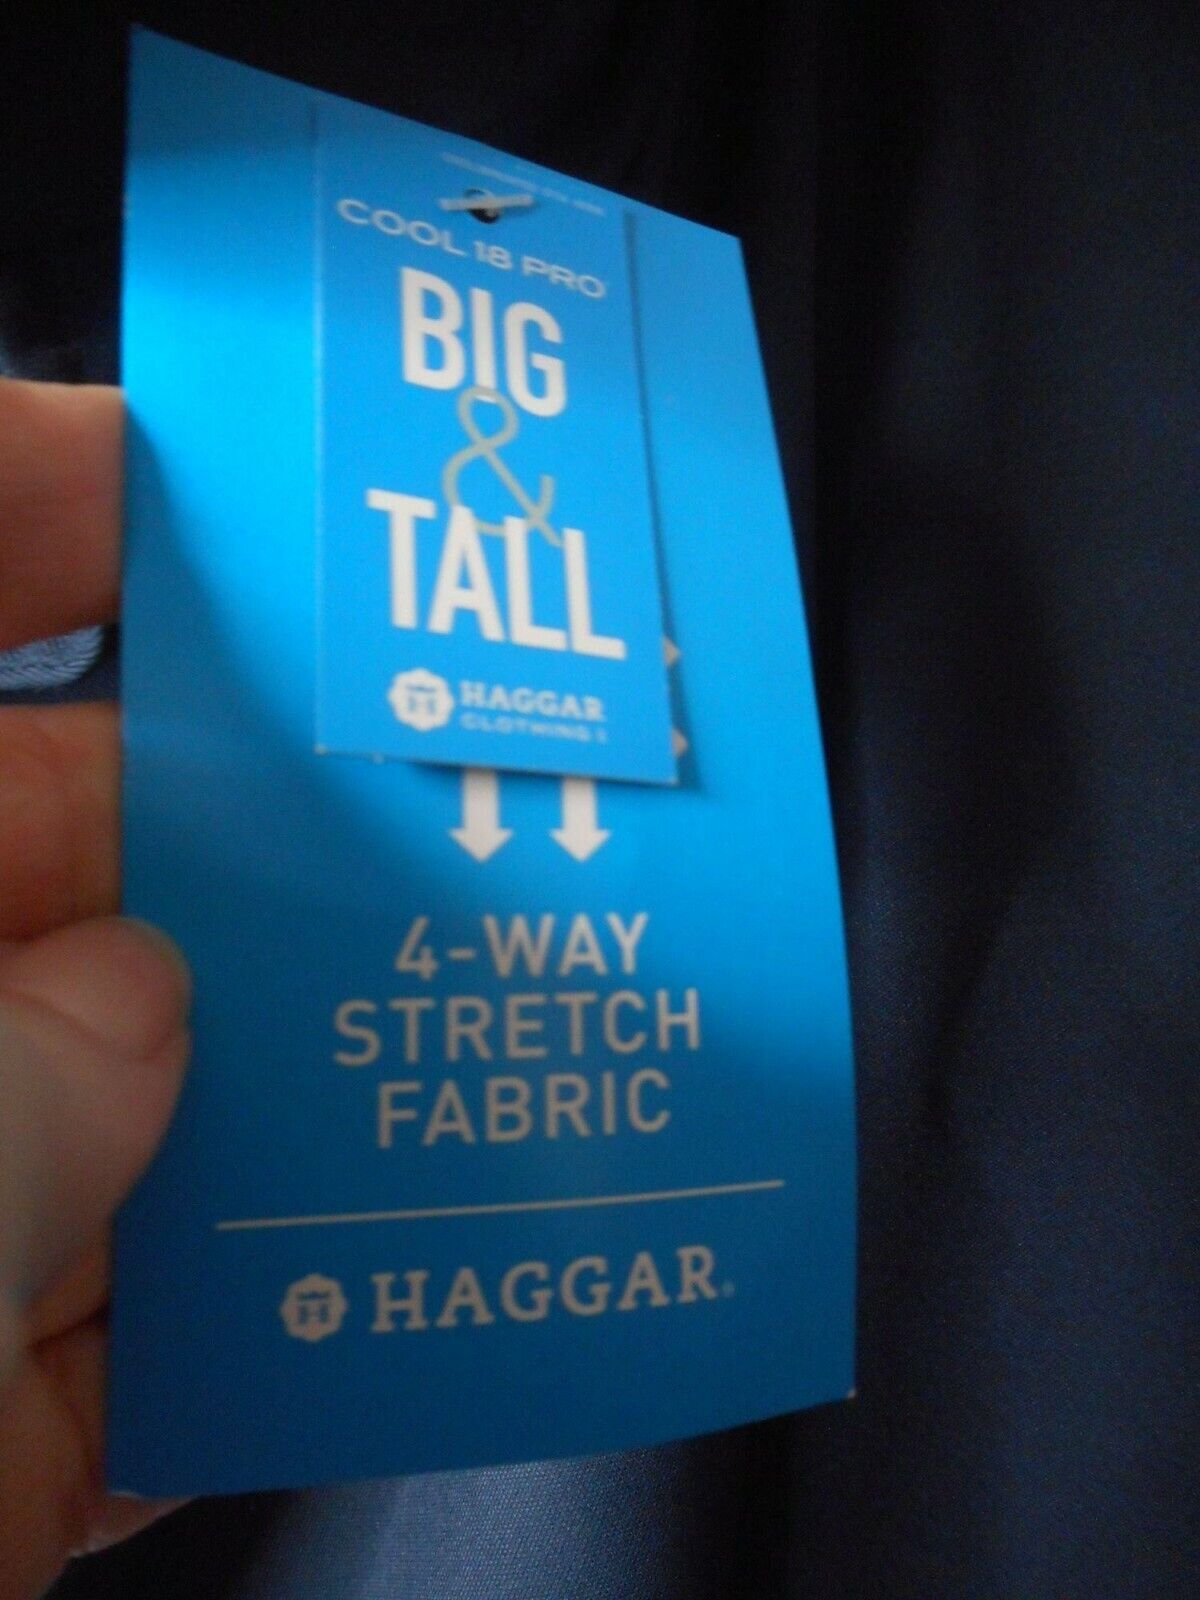 COOL 18 PRO
BIG
&
TALL
HAGGAR
CLOTHING
4-WAY
STRETCH
FABRIC
HAGGAR®